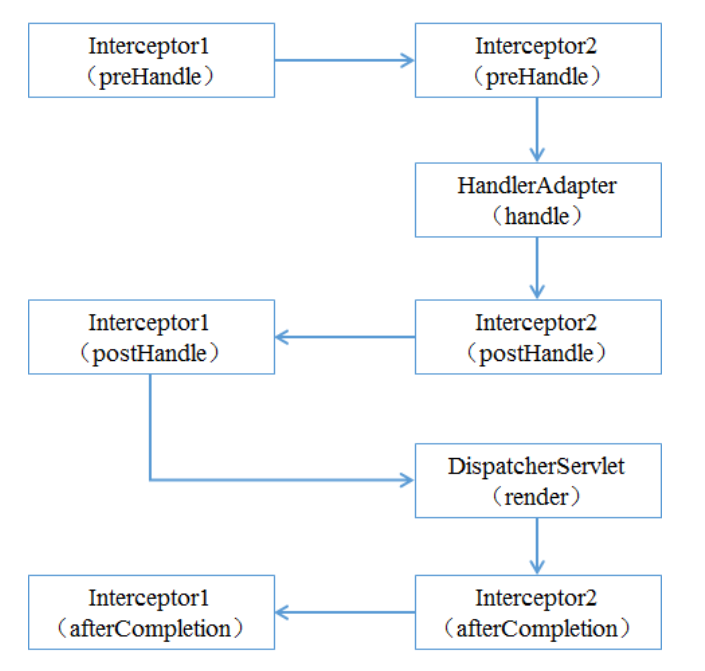 Interceptor1
（preHandle）
Interceptor2
（preHandle）
HandlerAdapter
（handle）
Interceptor1
（postHandle）
Interceptor2
（postHandle）
DispatcherServlet
（render）
Interceptor1
（afterCompletion）
Interceptor2
（afterCompletion）